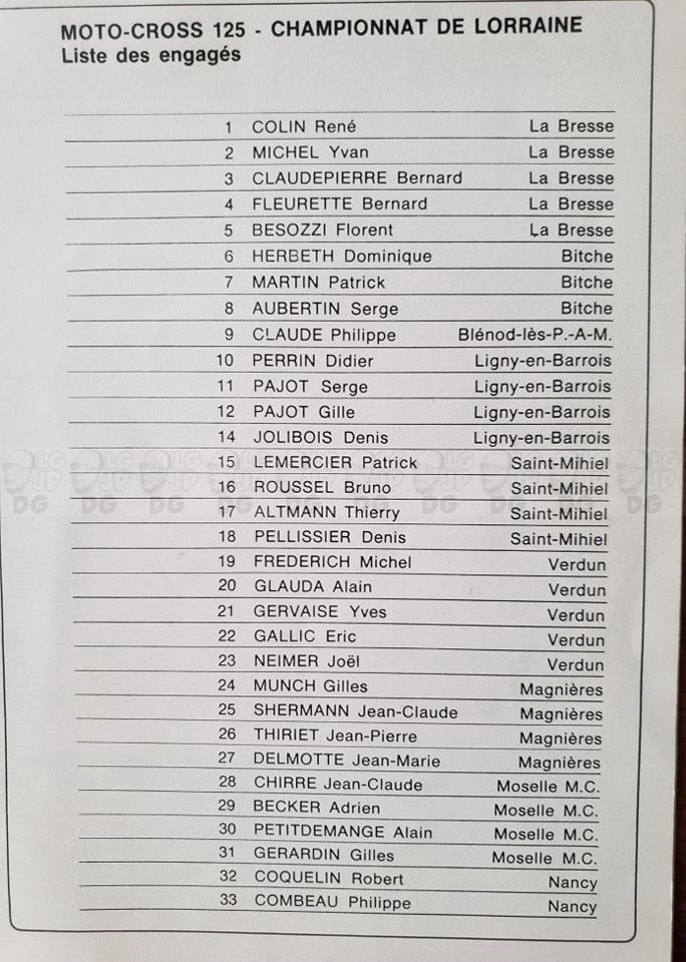 MOTO-CROSS 125 - CHAMPIONNAT DE LORRAINE
Liste des engagés
1 COLIN René La Bresse
2 MICHEL Yvan La Bresse
3 CLAUDEPIERRE Bernard La Bresse
4 FLEURETTE Bernard La Bresse
5 BESOZZI Florent La Bresse
6 HERBETH Dominique Bitche
7 MARTIN Patrick Bitche
8 AUBERTIN Serge Bitche
9 CLAUDE Philippe Blénod-lès-P.-A-M.
10 PERRIN Didier Ligny-en-Barrois
11 PAJOT Serge Ligny-en-Barrois
12 PAJOT Gille Ligny-en-Barrois
14 JOLIBOIS Denis Ligny-en-Barrois
15 LEMERCIER Patrick Saint-Mihiel
16 ROUSSEL Bruno Saint-Mihiel
17 ALTMANN Thierry Saint-Mihiel
18 PELLISSIER Denis Saint-Mihiel
19 FREDERICH Michel Verdun
20 GLAUDA Alain Verdun
21 GERVAISE Yves Verdun
22 GALLIC Eric Verdun
23 NEIMER Joël Verdun
24 MUNCH Gilles Magnières
25 SHERMANN Jean-Claude Magnières
26 THIRIET Jean-Pierre Magnières
27 DELMOTTE Jean-Marie Magnières
28 CHIRRE Jean-Claude Moselle M.C.
29 BECKER Adrien Moselle M.C.
30 PETITDEMANGE Alain Moselle M.C.
31 GERARDIN Gilles Moselle M.C.
32 COQUELIN Robert Nancy
33 COMBEAU Philippe Nancy